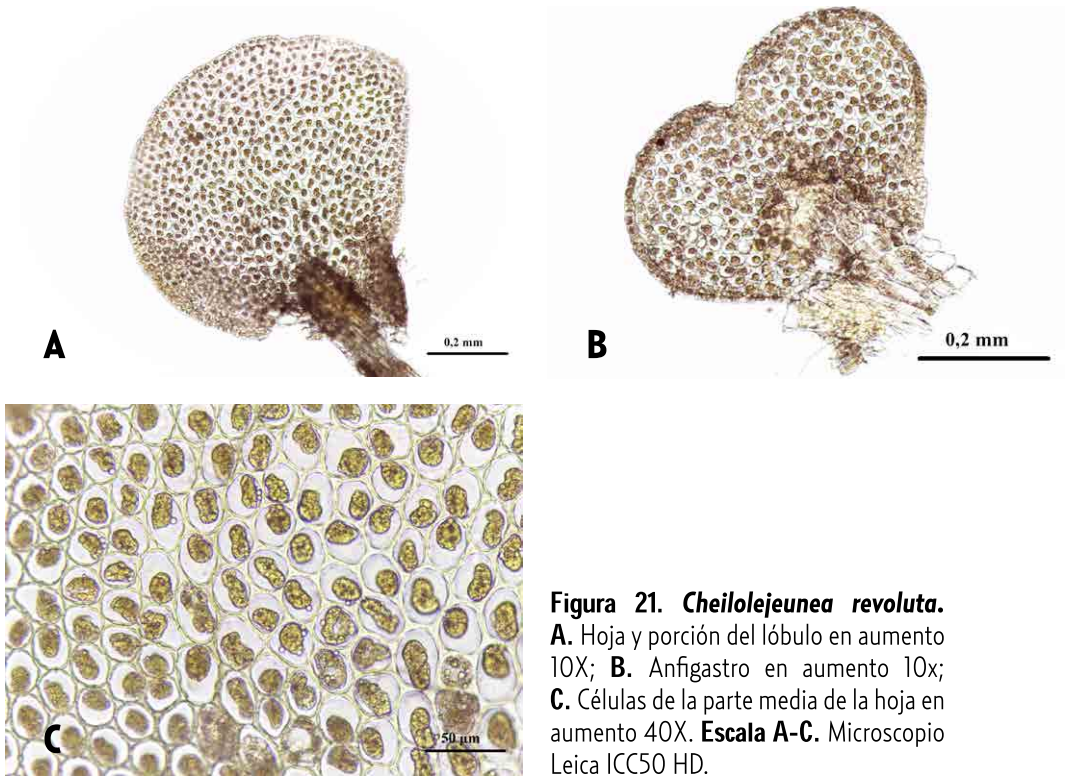 A
0,2 mm
B
0,2 mm
C
50 µm
Figura 21. Cheilolejeunea revoluta.
A. Hoja y porción del lóbulo en aumento
10X; B. Anfigastro en aumento 10x;
C. Células de la parte media de la hoja en
aumento 40X. Escala A-C. Microscopio
Leica ICC50 HD.